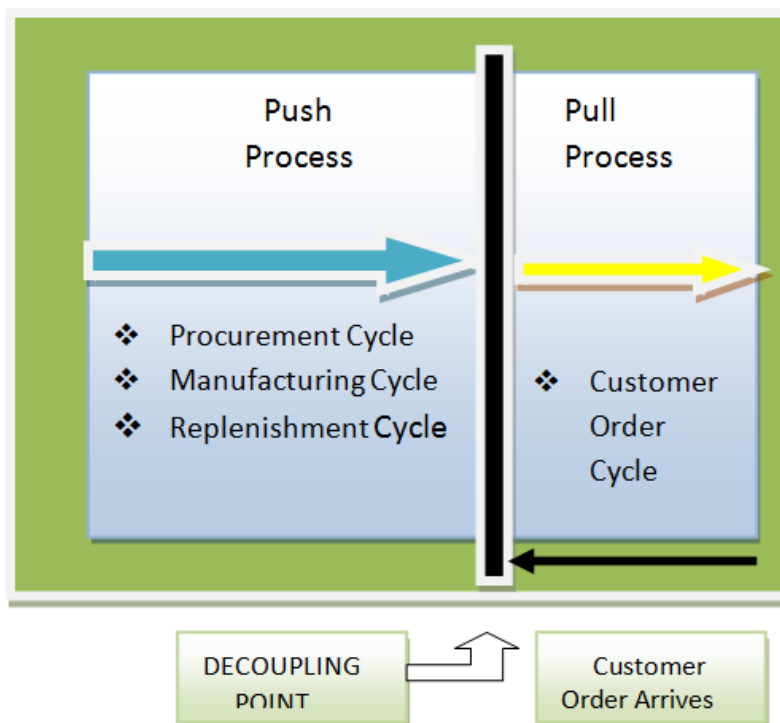 Push
Process
Pull
Process
❖ Procurement Cycle
❖ Manufacturing Cycle
❖ Replenishment Cycle
❖ Customer
Order
Cycle
DECOUPLING
POINT
Customer
Order Arrives